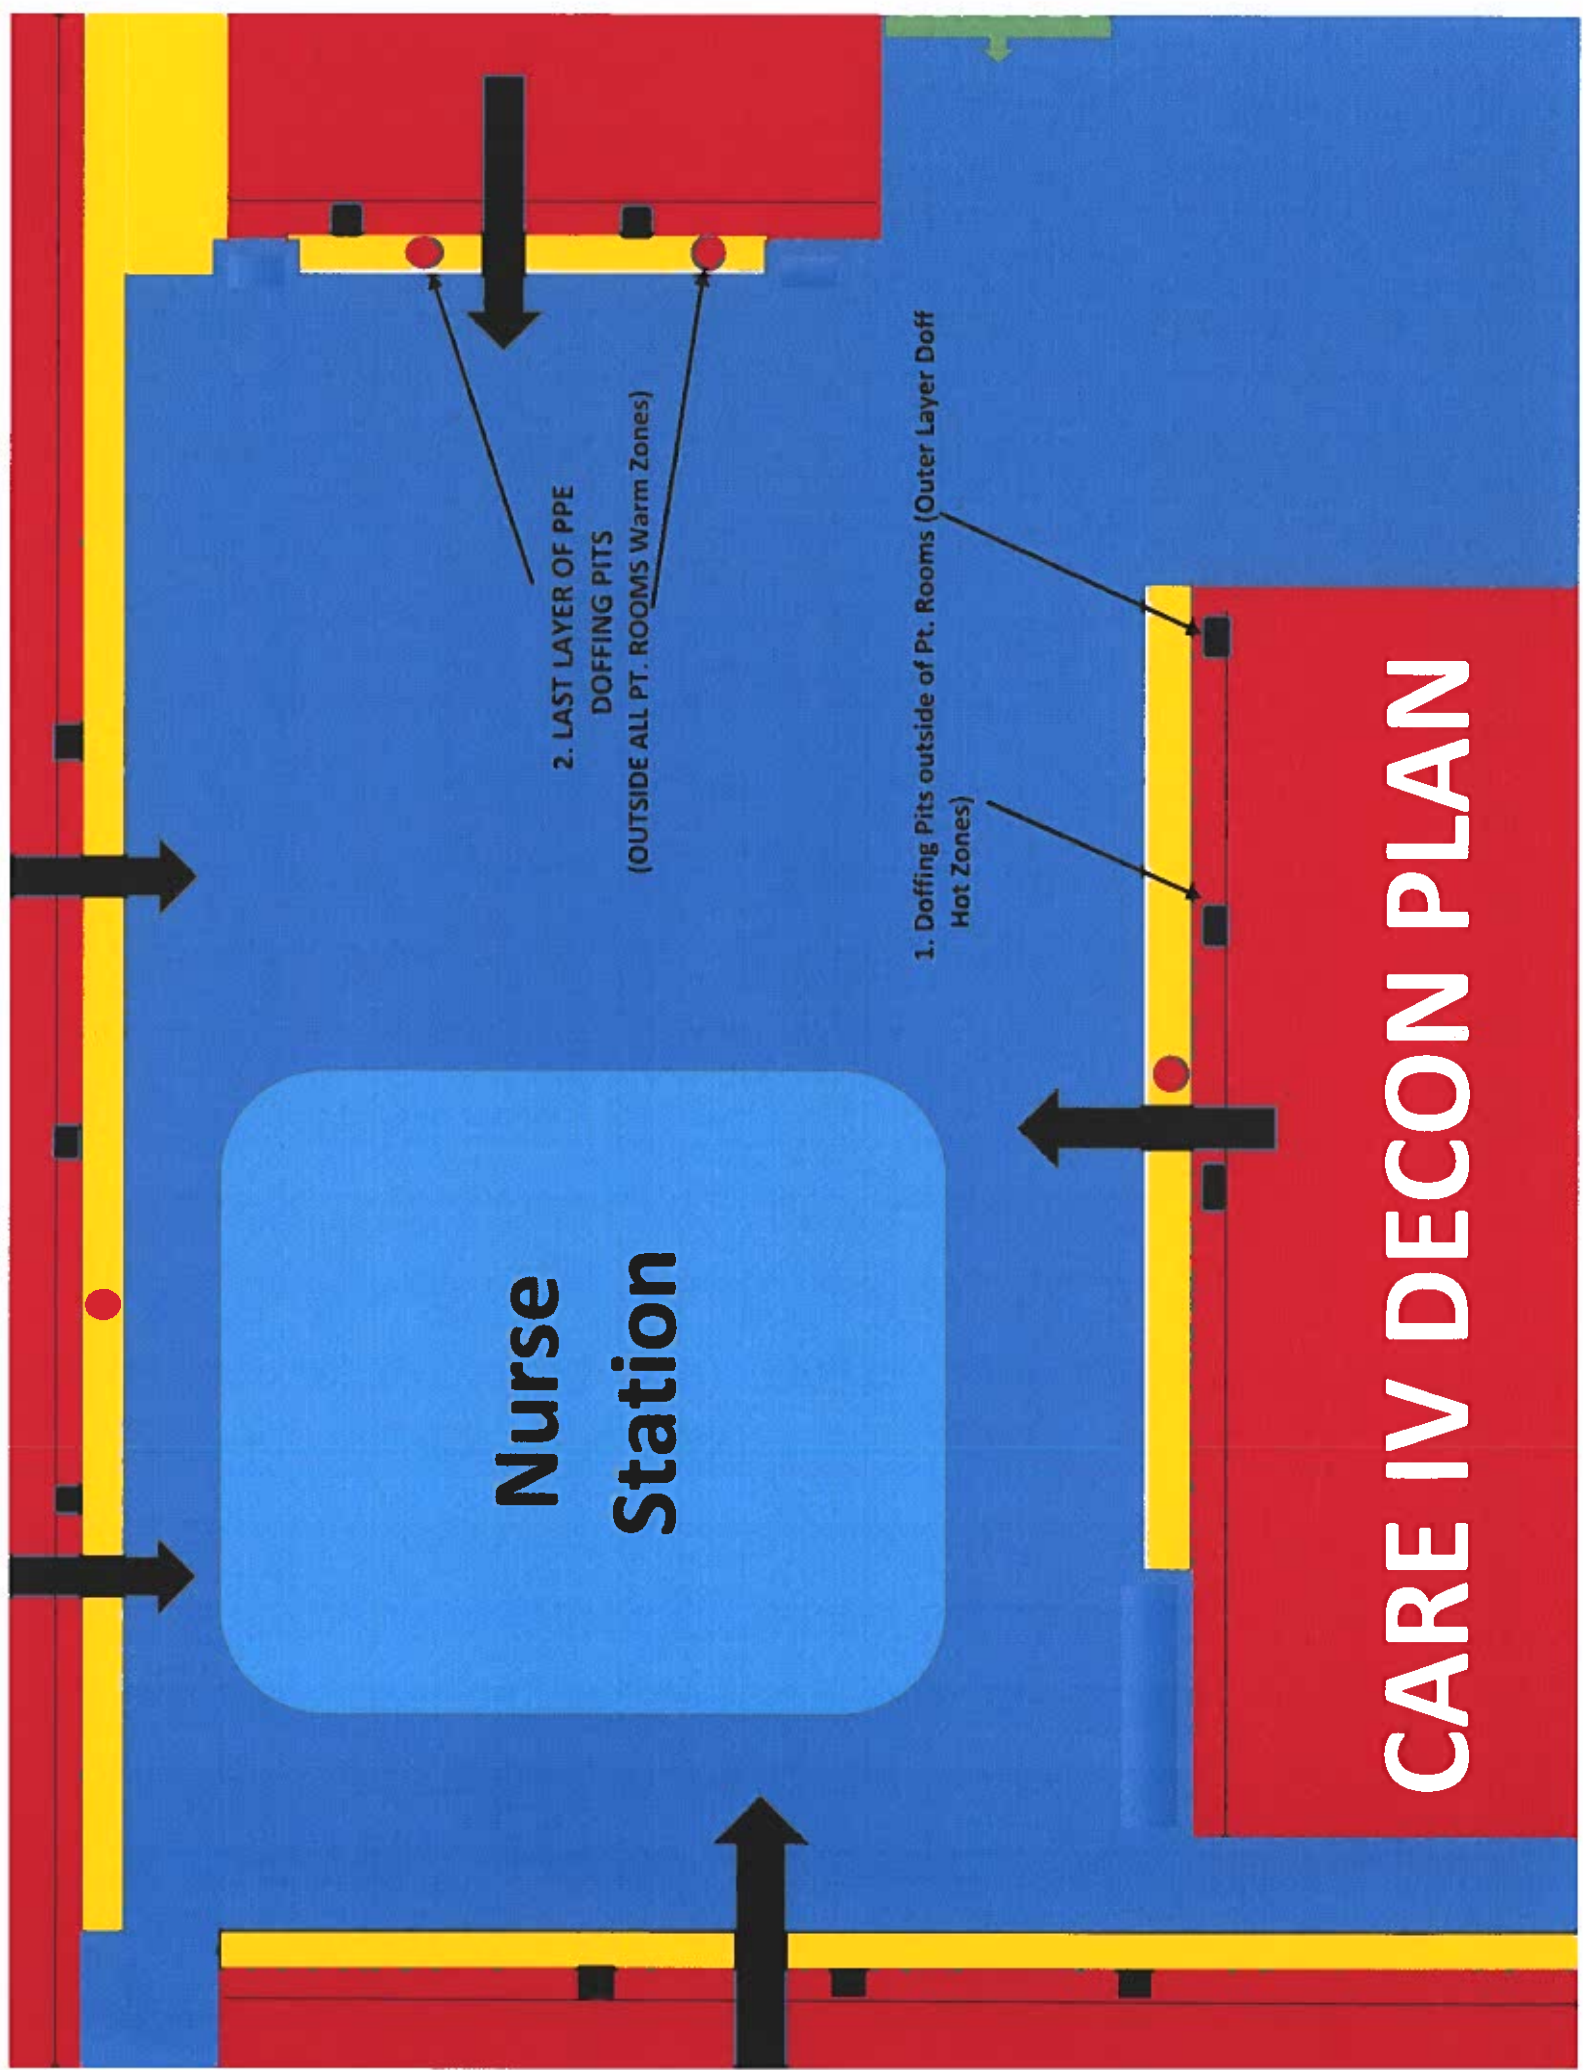 2. LAST LAYER OF PPE
DOFFING PITS
(OUTSIDE ALL PT. ROOMS Warm Zones)
1. Doffing Pits outside of Pt. Rooms (Outer Layer Doff
Hot Zones)
Nurse
Station
CARE IV DECON PLAN